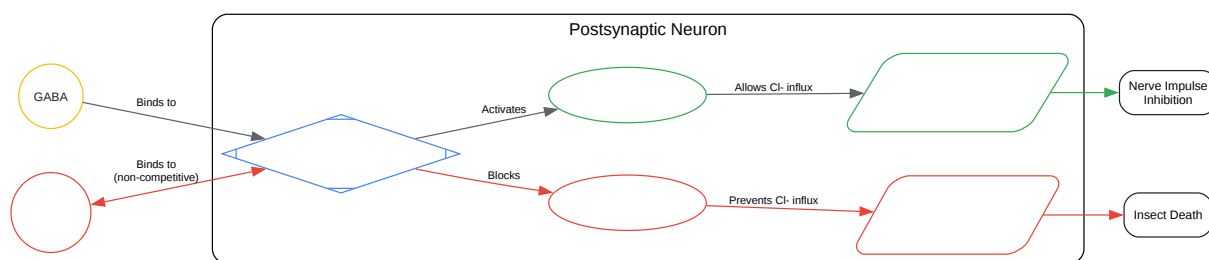 Postsynaptic Neuron
GABA
Binds to
Activates
Allows Cl- influx
Nerve Impulse
Inhibition
Binds to
(non-competitive)
Blocks
Prevents Cl- influx
Insect Death